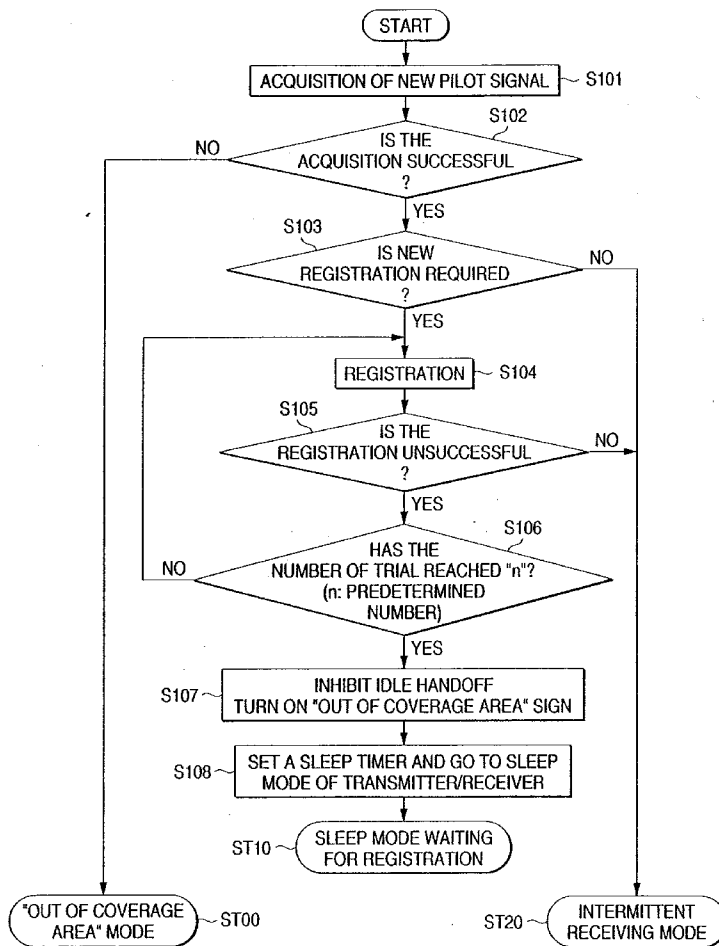 START
ACQUISITION OF NEW PILOT SIGNAL
S101
S102
IS THE
ACQUISITION SUCCESSFUL
?
NO
YES
S103
IS NEW
REGISTRATION REQUIRED
?
NO
YES
REGISTRATION
S104
S105
IS THE
REGISTRATION UNSUCCESSFUL
?
NO
YES
S106
HAS THE
NUMBER OF TRIAL REACHED "n"?
(n: PREDETERMINED
NUMBER)
NO
YES
S107
INHIBIT IDLE HANDOFF
TURN ON "OUT OF COVERAGE AREA" SIGN
S108
SET A SLEEP TIMER AND GO TO SLEEP
MODE OF TRANSMITTER/RECEIVER
ST10
SLEEP MODE WAITING
FOR REGISTRATION
"OUT OF COVERAGE
AREA" MODE
ST00
ST20
INTERMITTENT
RECEIVING MODE